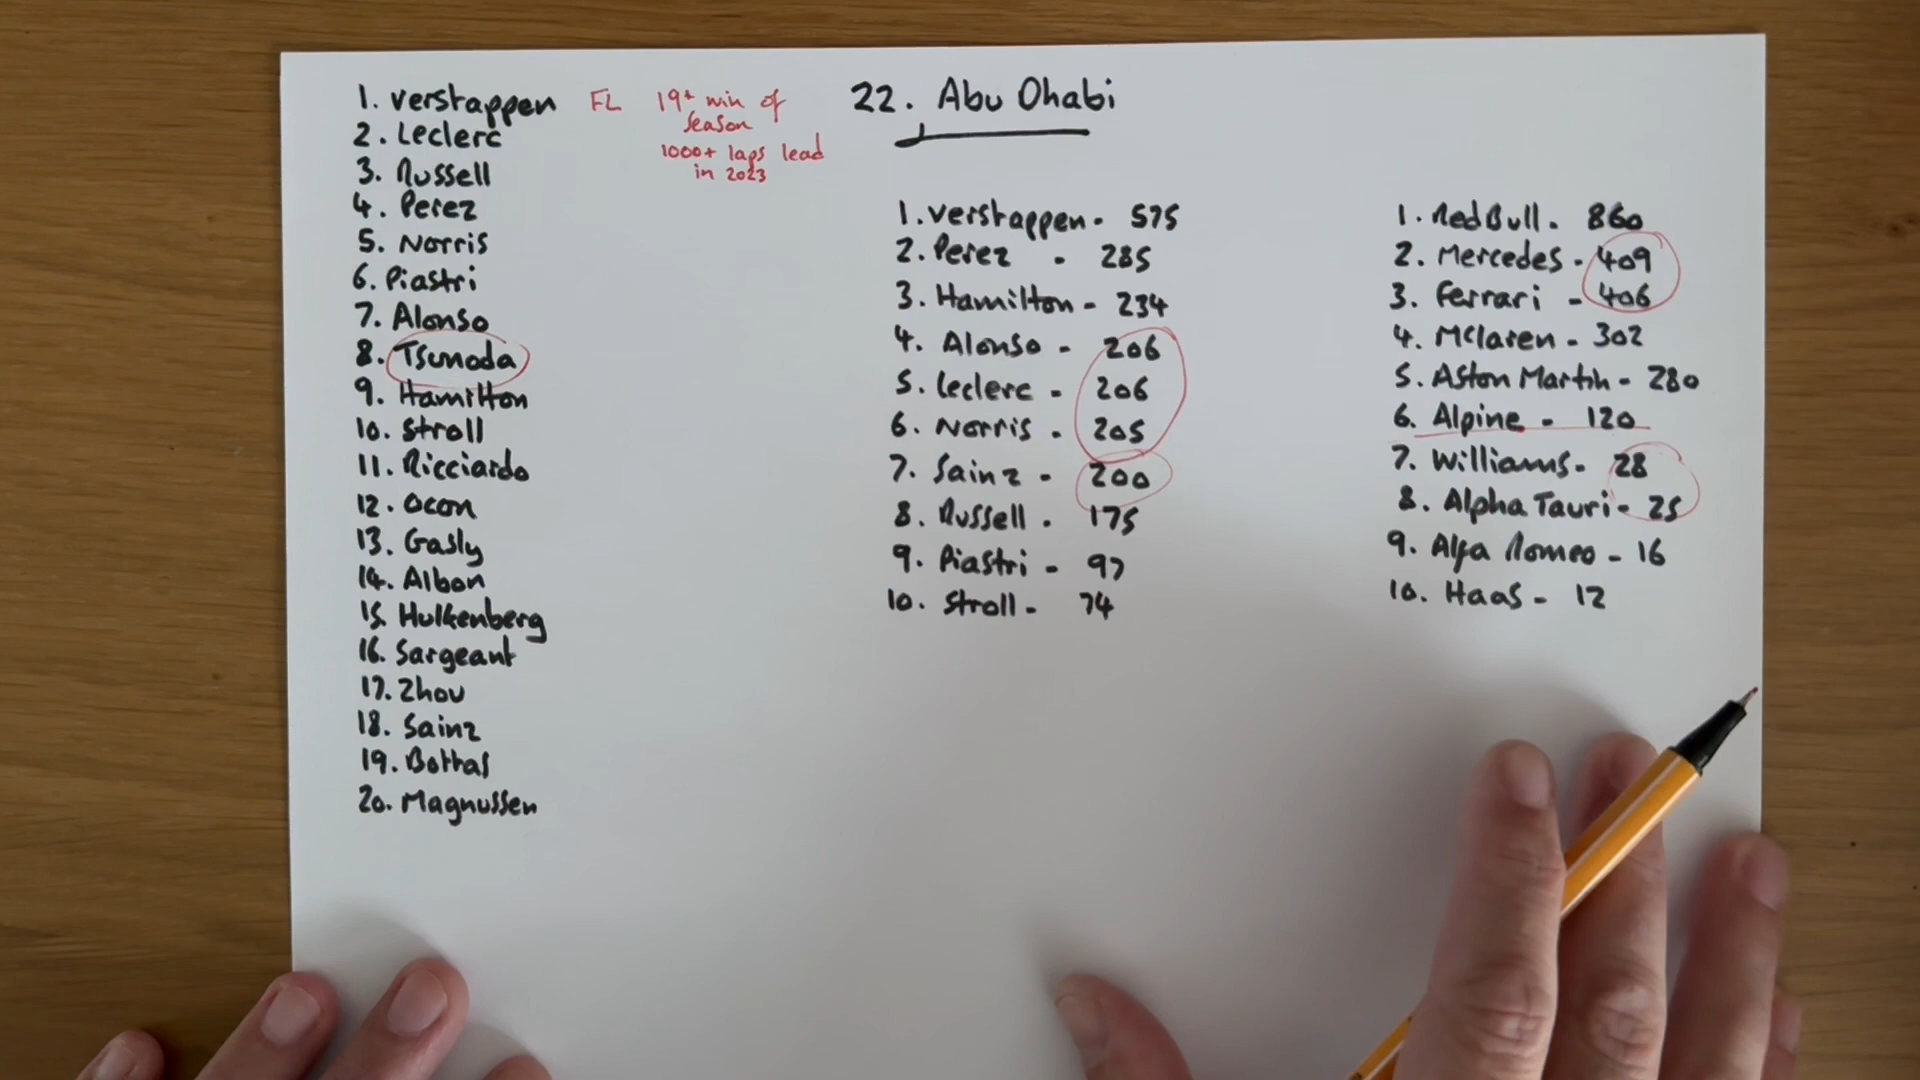 1. Verstappen FL 19th win of
season
1000+ laps lead
in 2023
2. Leclerc
3. Russell
4. Perez
5. Norris
6. Piastri
7. Alonso
8. Tsunoda
9. Hamilton
10. Stroll
11. Ricciardo
12. Ocon
13. Gasly
14. Albon
15. Hulkenberg
16. Sargeant
17. Zhou
18. Sainz
19. Bottas
20. Magnussen
22. Abu Dhabi
1. Verstappen - 575
2. Perez - 285
3. Hamilton - 234
4. Alonso - 206
5. Leclerc - 206
6. Norris - 205
7. Sainz - 200
8. Russell - 175
9. Piastri - 97
10. Stroll - 74
1. Red Bull - 860
2. Mercedes - 409
3. Ferrari - 406
4. McLaren - 302
5. Aston Martin - 280
6. Alpine - 120
7. Williams - 28
8. Alpha Tauri - 25
9. Alfa Romeo - 16
10. Haas - 12